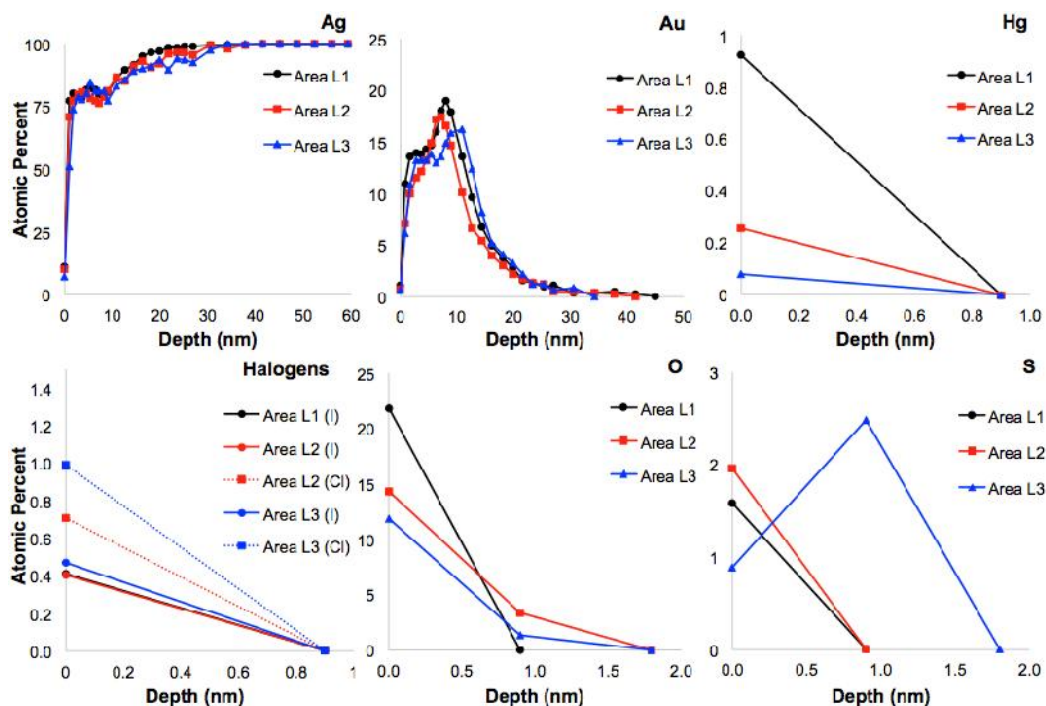 Ag
Atomic Percent
100
75
50
25
0
0 10 20 30 40 50 60
Depth (nm)
Area L1
Area L2
Area L3
Au
25
20
15
10
5
0
0 10 20 30 40 50
Depth (nm)
Area L1
Area L2
Area L3
Hg
1
0.8
0.6
0.4
0.2
0
0.0 0.2 0.4 0.6 0.8 1.0
Depth (nm)
Area L1
Area L2
Area L3
Halogens
Atomic Percent
1.4
1.2
1.0
0.8
0.6
0.4
0.2
0.0
0 0.2 0.4 0.6 0.8 1
Depth (nm)
Area L1 (I)
Area L2 (I)
Area L2 (Cl)
Area L3 (I)
Area L3 (Cl)
O
25
20
15
10
5
0
0.0 0.5 1.0 1.5 2.0
Depth (nm)
Area L1
Area L2
Area L3
S
3
2
1
0
0.0 0.5 1.0 1.5 2.0
Depth (nm)
Area L1
Area L2
Area L3